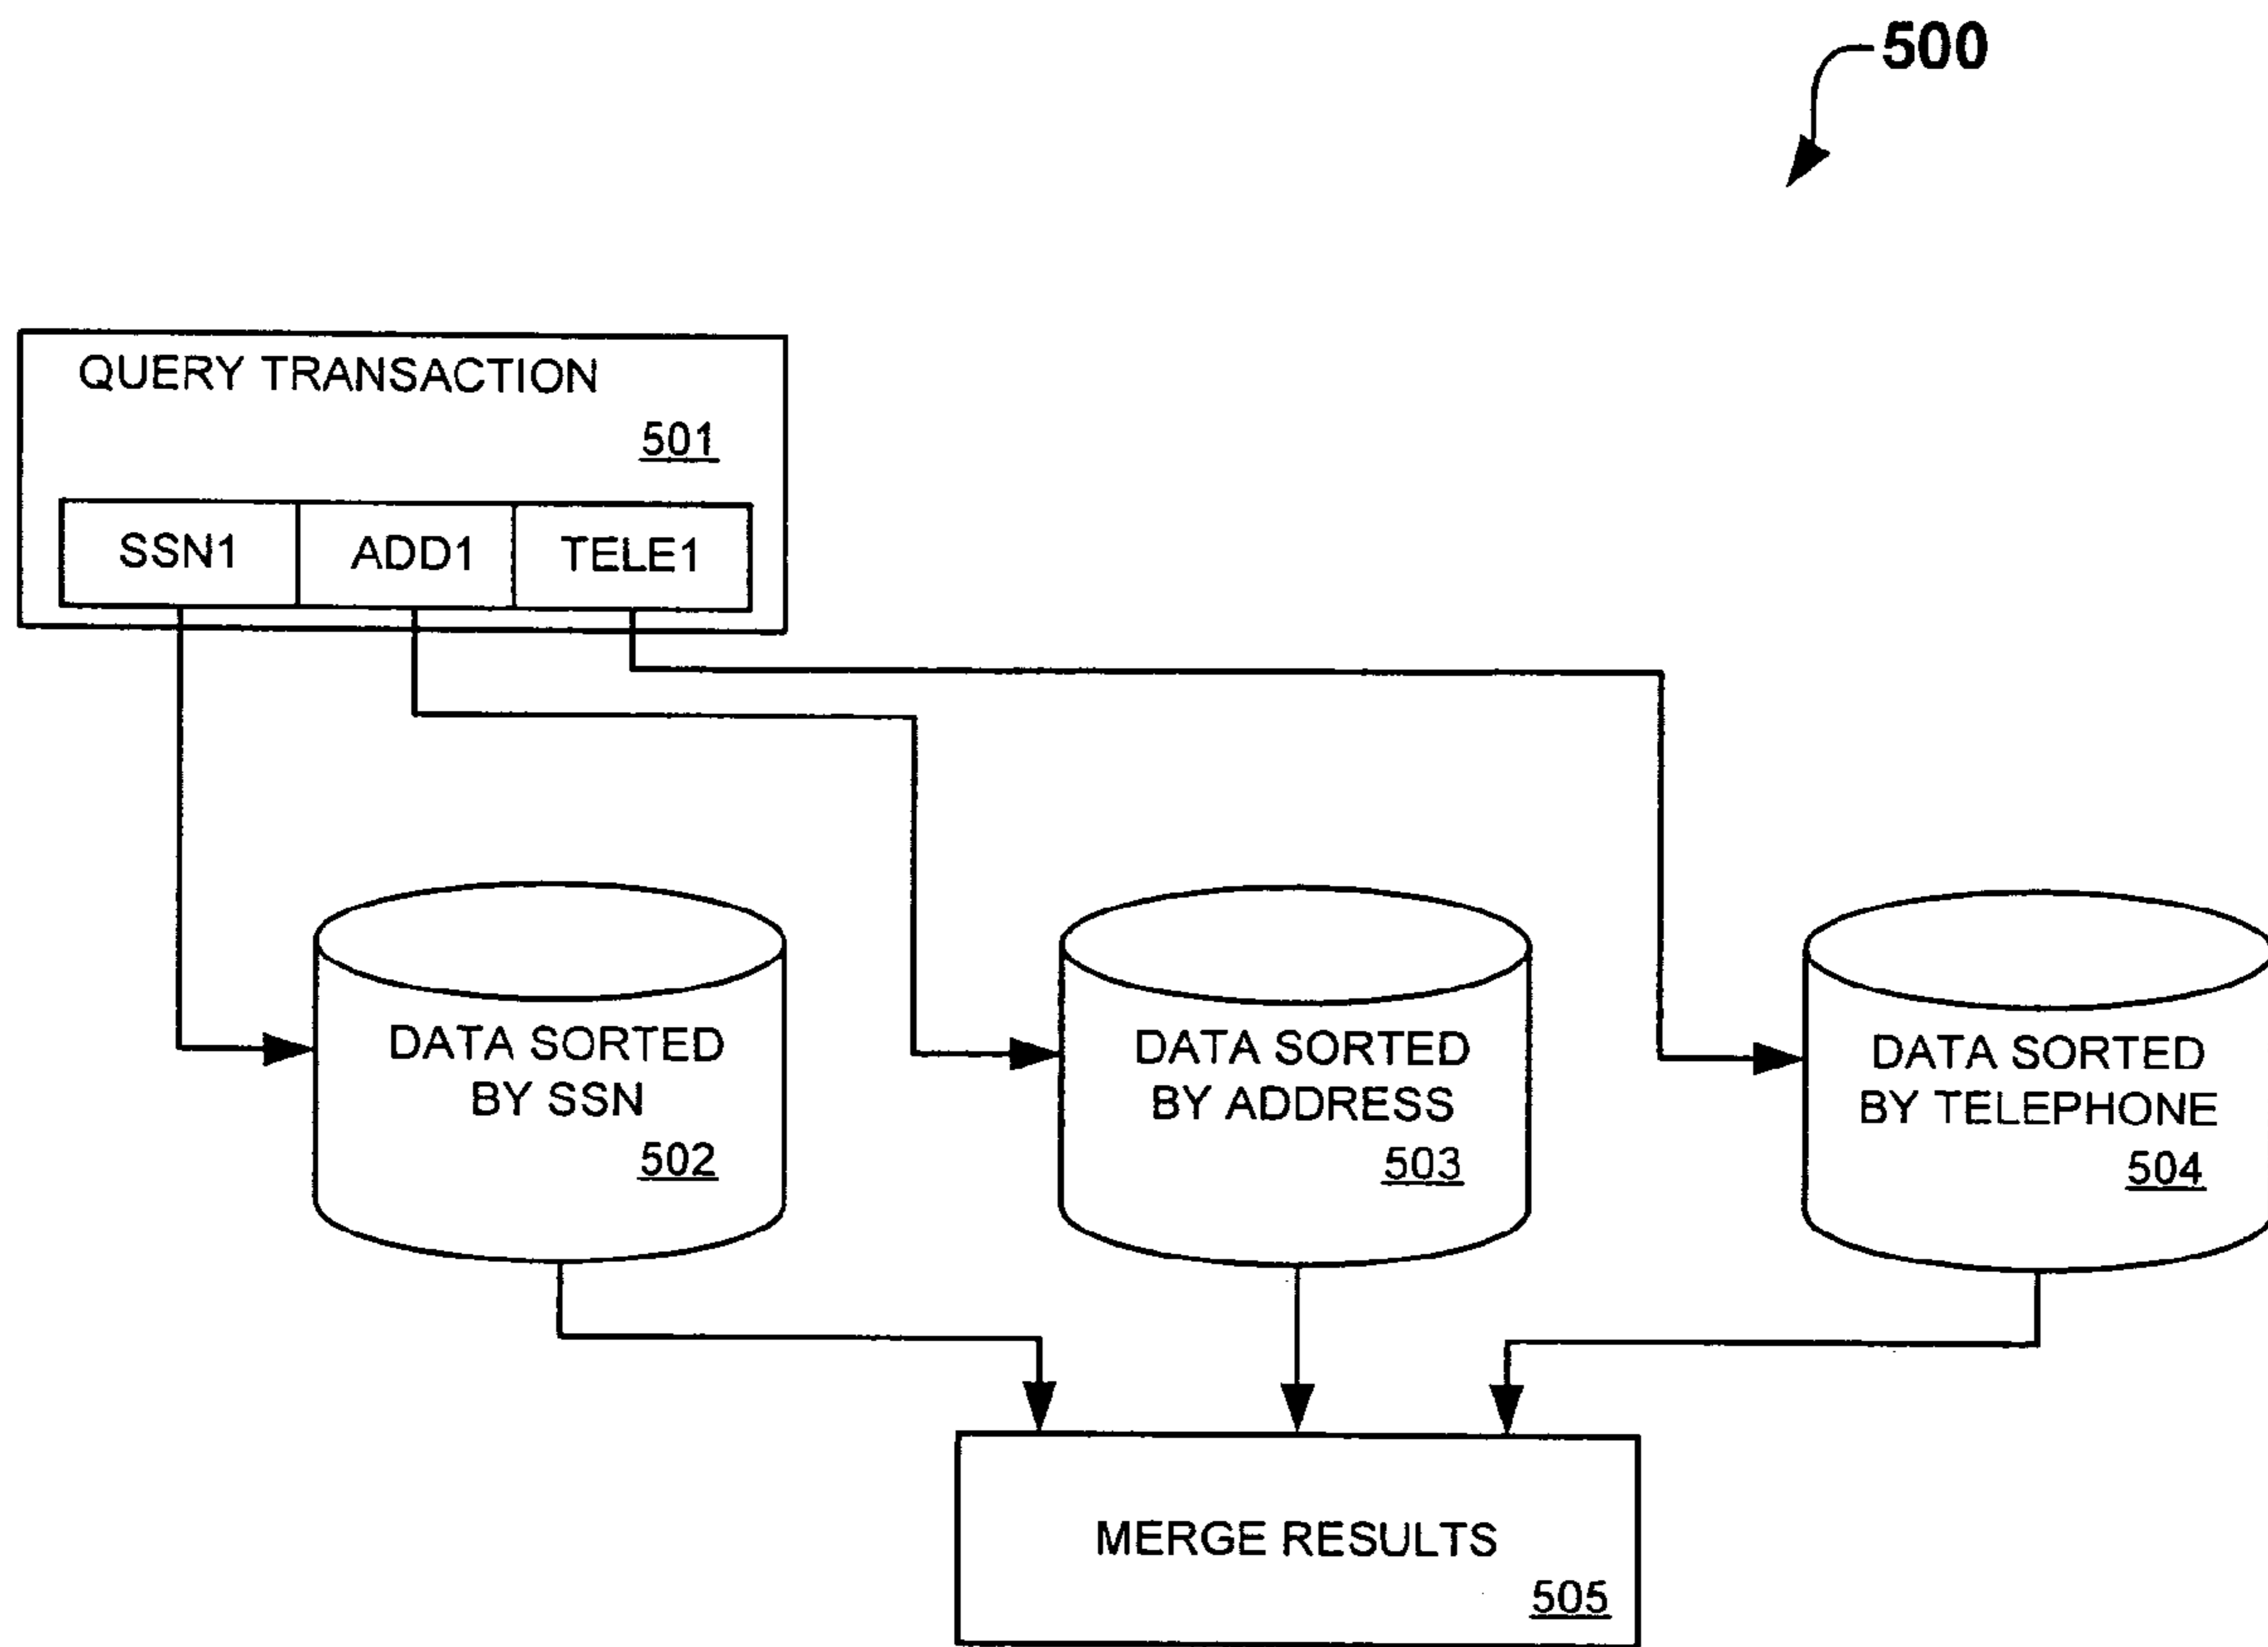 500
QUERY TRANSACTION
501
SSN1
ADD1
TELE1
DATA SORTED
BY SSN
502
DATA SORTED
BY ADDRESS
503
DATA SORTED
BY TELEPHONE
504
MERGE RESULTS
505